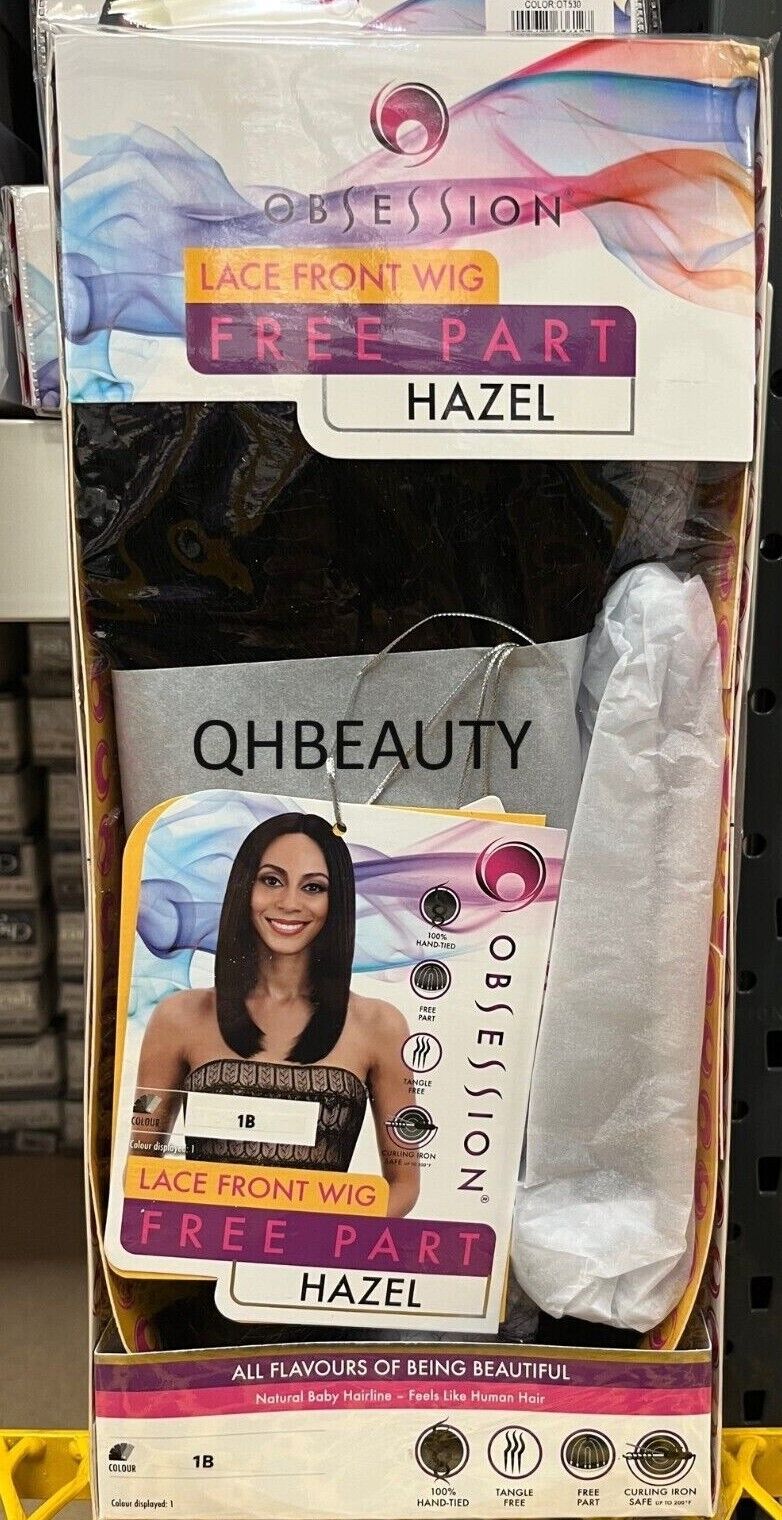 COLOR:OT530
OBSESSION®
LACE FRONT WIG
FREE PART
HAZEL
QHBEAUTY
100%
HAND-TIED
FREE
PART
TANGLE
FREE
CURLING IRON
SAFE
OBSESSION®
COLOUR
1B
Colour displayed: 1
LACE FRONT WIG
FREE PART
HAZEL
ALL FLAVOURS OF BEING BEAUTIFUL
Natural Baby Hairline – Feels Like Human Hair
COLOUR
1B
Colour displayed: 1
100%
HAND-TIED
TANGLE
FREE
FREE
PART
CURLING IRON
SAFE UP TO 200°F